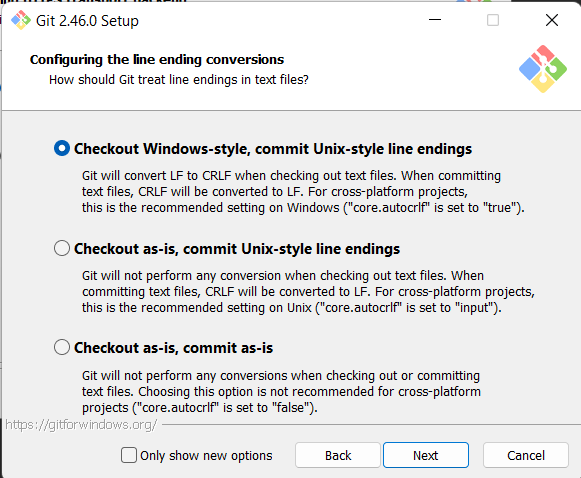 Git 2.46.0 Setup
Configuring the line ending conversions
How should Git treat line endings in text files?
Checkout Windows-style, commit Unix-style line endings
Git will convert LF to CRLF when checking out text files. When committing
text files, CRLF will be converted to LF. For cross-platform projects,
this is the recommended setting on Windows ("core.autocrlf" is set to "true").
Checkout as-is, commit Unix-style line endings
Git will not perform any conversion when checking out text files. When
committing text files, CRLF will be converted to LF. For cross-platform projects,
this is the recommended setting on Unix ("core.autocrlf" is set to "input").
Checkout as-is, commit as-is
Git will not perform any conversions when checking out or committing
text files. Choosing this option is not recommended for cross-platform
projects ("core.autocrlf" is set to "false").
https://gitforwindows.org/
Only show new options
Back
Next
Cancel